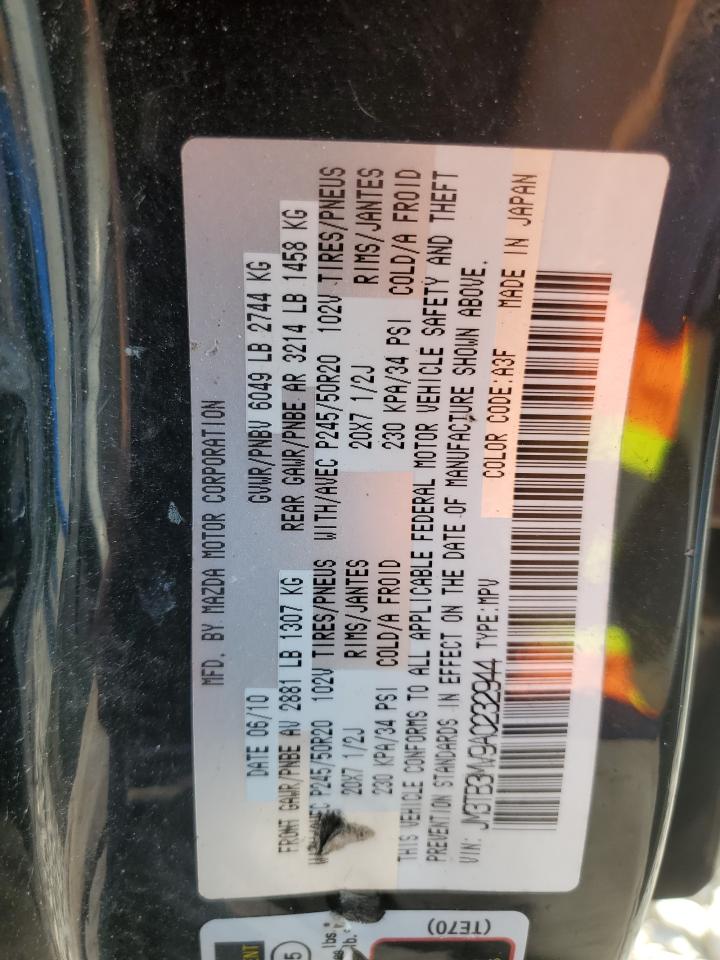 MFD. BY MAZDA MOTOR CORPORATION
DATE 06/10 GVWR/PNBV 6049 LB 2744 KG
FRONT GAWR/PNBE AV 2881 LB 1307 KG REAR GAWR/PNBE AR 3214 LB 1458 KG
P245/50R20 102V TIRES/PNEUS WITH/AVEC P245/50R20 102V TIRES/PNEUS
20X7 1/2J RIMS/JANTES 20X7 1/2J RIMS/JANTES
230 KPA/34 PSI COLD/A FROID 230 KPA/34 PSI COLD/A FROID
THIS VEHICLE CONFORMS TO ALL APPLICABLE FEDERAL MOTOR VEHICLE SAFETY AND THEFT
PREVENTION STANDARDS IN EFFECT ON THE DATE OF MANUFACTURE SHOWN ABOVE.
VIN: JM3TB3MV9A0232944 TYPE:MPV COLOR CODE:A3F MADE IN JAPAN
(TE70)
lbs.
lb.
5